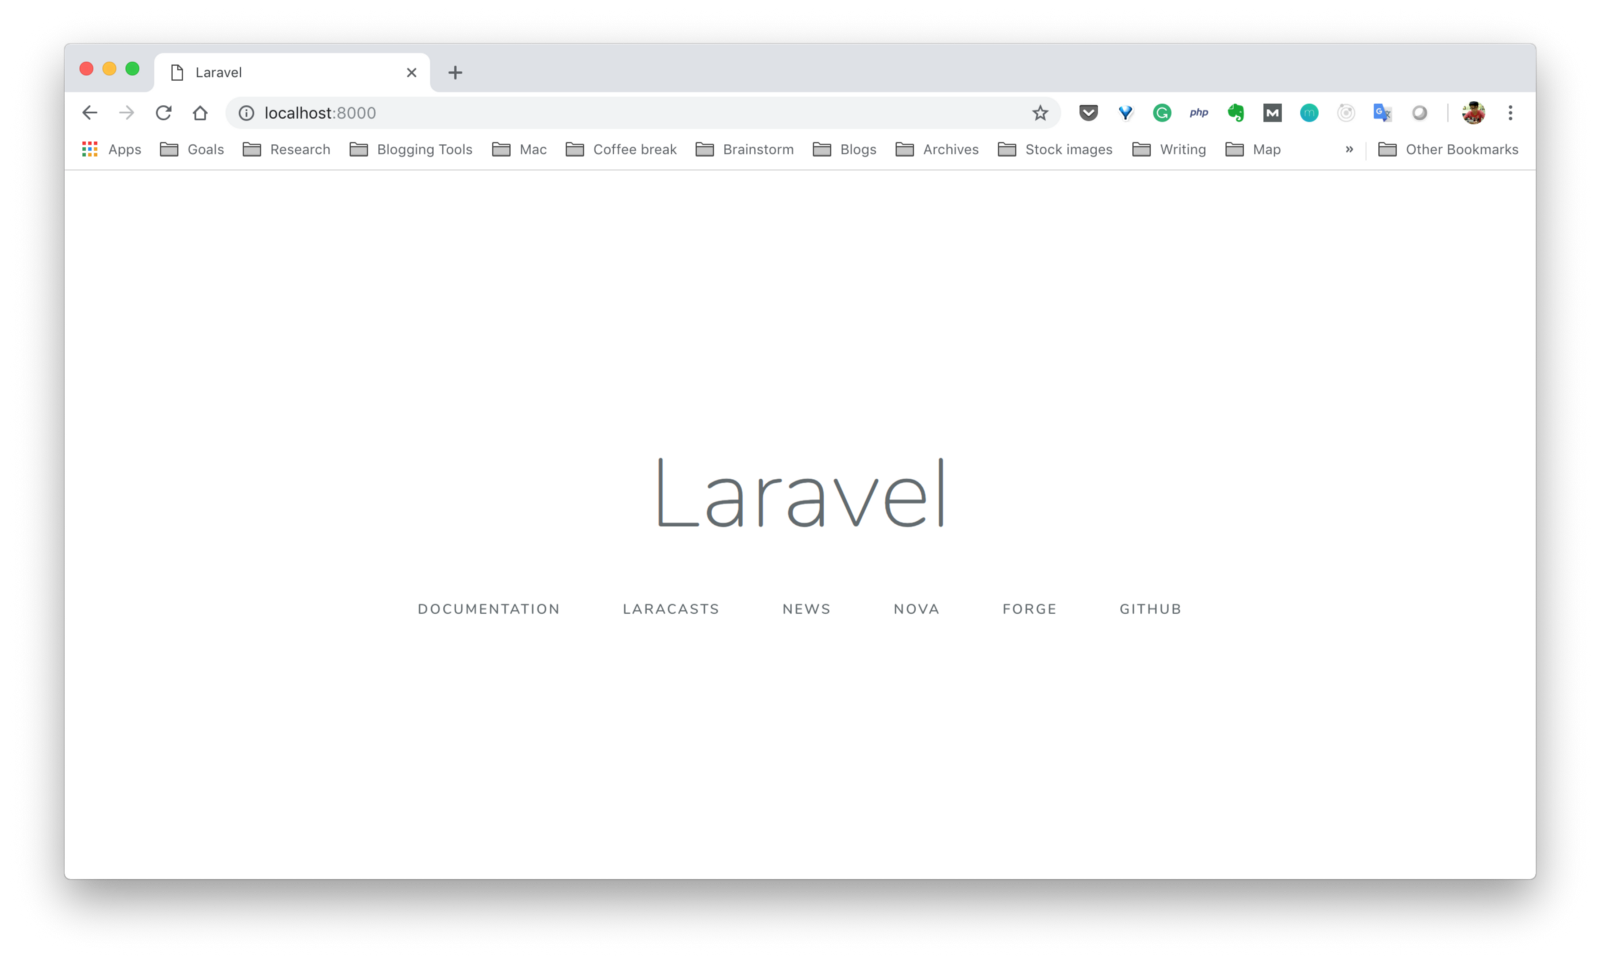 Laravel
localhost:8000
php
M
m
Apps Goals Research Blogging Tools Mac Coffee break Brainstorm Blogs Archives Stock images Writing Map » Other Bookmarks
Laravel
DOCUMENTATION LARACASTS NEWS NOVA FORGE GITHUB